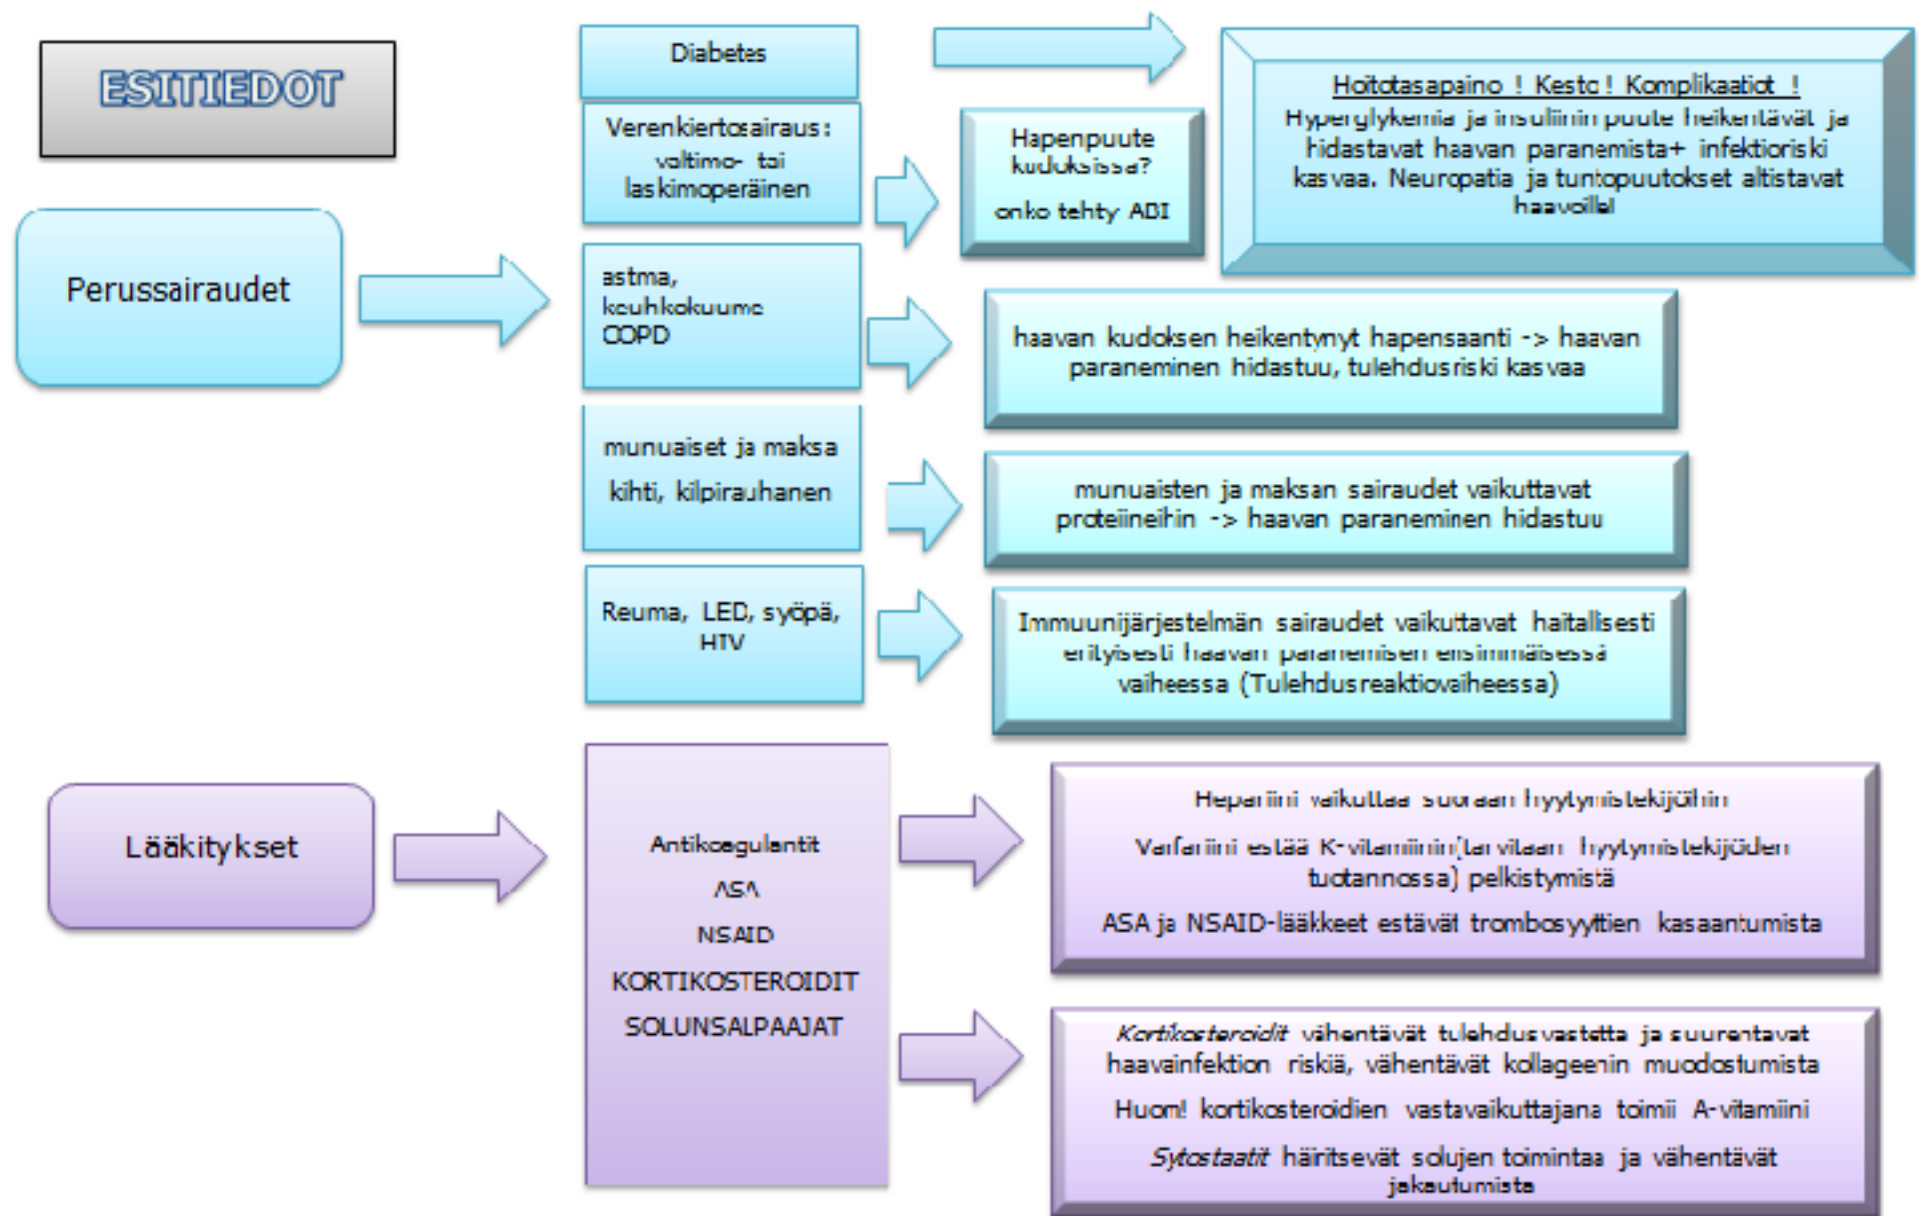 ESITIEDOT
Perussairaudet
Diabetes
Hoitotasapaino ! Kesto ! Komplikaatiot !
Hyperglykemia ja insuliinin puute heikentävät ja
hidastavat haavan paranemista+ infektioriski
kasvaa. Neuropatia ja tuntopuutokset altistavat
haavoille!
Verenkiertosairaus:
valtimo- tai
laskimoperäinen
Hapenpuute
kudoksissa?
onko tehty ABI
astma,
keuhkokuume
COPD
haavan kudoksen heikentynyt hapensaanti -> haavan
paraneminen hidastuu, tulehdusriski kasvaa
munuaiset ja maksa
kihti, kilpirauhanen
munuaisten ja maksan sairaudet vaikuttavat
proteiineihin -> haavan paraneminen hidastuu
Reuma, LED, syöpä,
HIV
Immuunijärjestelmän sairaudet vaikuttavat haitallisesti
erityisesti haavan paranemisen ensimmäisessä
vaiheessa (Tulehdusreaktiovaiheessa)
Lääkitykset
Antikoagulantit
ASA
NSAID
KORTIKOSTEROIDIT
SOLUNSALPAAJAT
Hepariini vaikuttaa suoraan hyytymistekijöihin
Varfariini estää K-vitamiinin(tarvitaan hyytymistekijöiden
tuotannossa) pelkistymistä
ASA ja NSAID-lääkkeet estävät trombosyyttien kasaantumista
Kortikosteroidit vähentävät tulehdusvastetta ja suurentavat
haavainfektion riskiä, vähentävät kollageenin muodostumista
Huom! kortikosteroidien vastavaikuttajana toimii A-vitamiini
Sytostaatit häiritsevät solujen toimintaa ja vähentävät
jakautumista